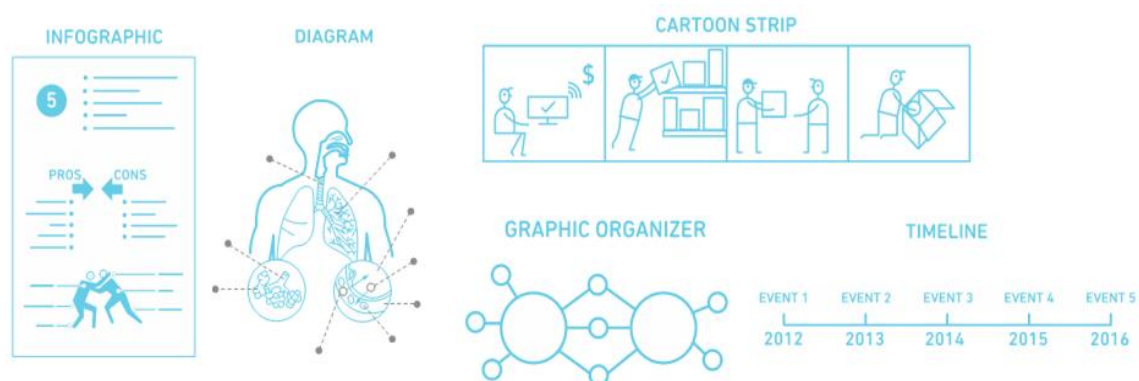 INFOGRAPHIC
5
PROS
CONS
DIAGRAM
CARTOON STRIP
$
GRAPHIC ORGANIZER
TIMELINE
EVENT 1 EVENT 2 EVENT 3 EVENT 4 EVENT 5
2012 2013 2014 2015 2016